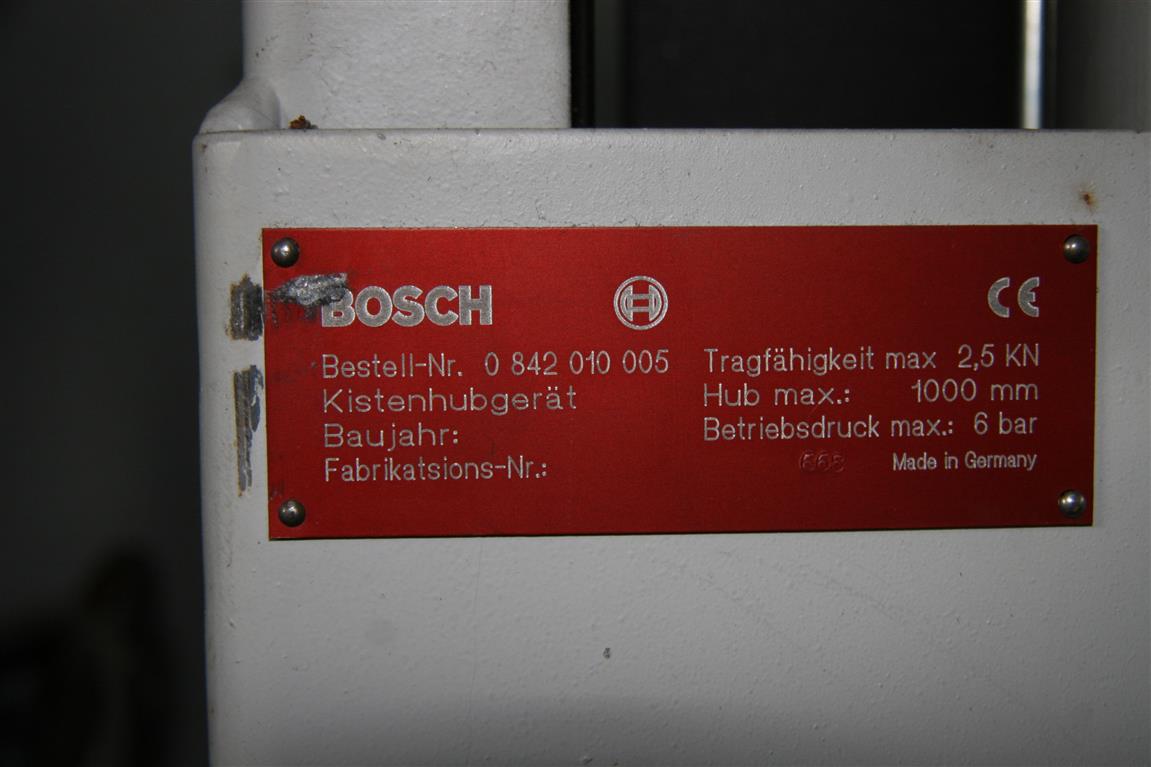 BOSCH
CE
Bestell-Nr. 0 842 010 005
Kistenhubgerät
Baujahr:
Fabrikatsions-Nr.:
Tragfähigkeit max 2,5 KN
Hub max.: 1000 mm
Betriebsdruck max.: 6 bar
Made in Germany